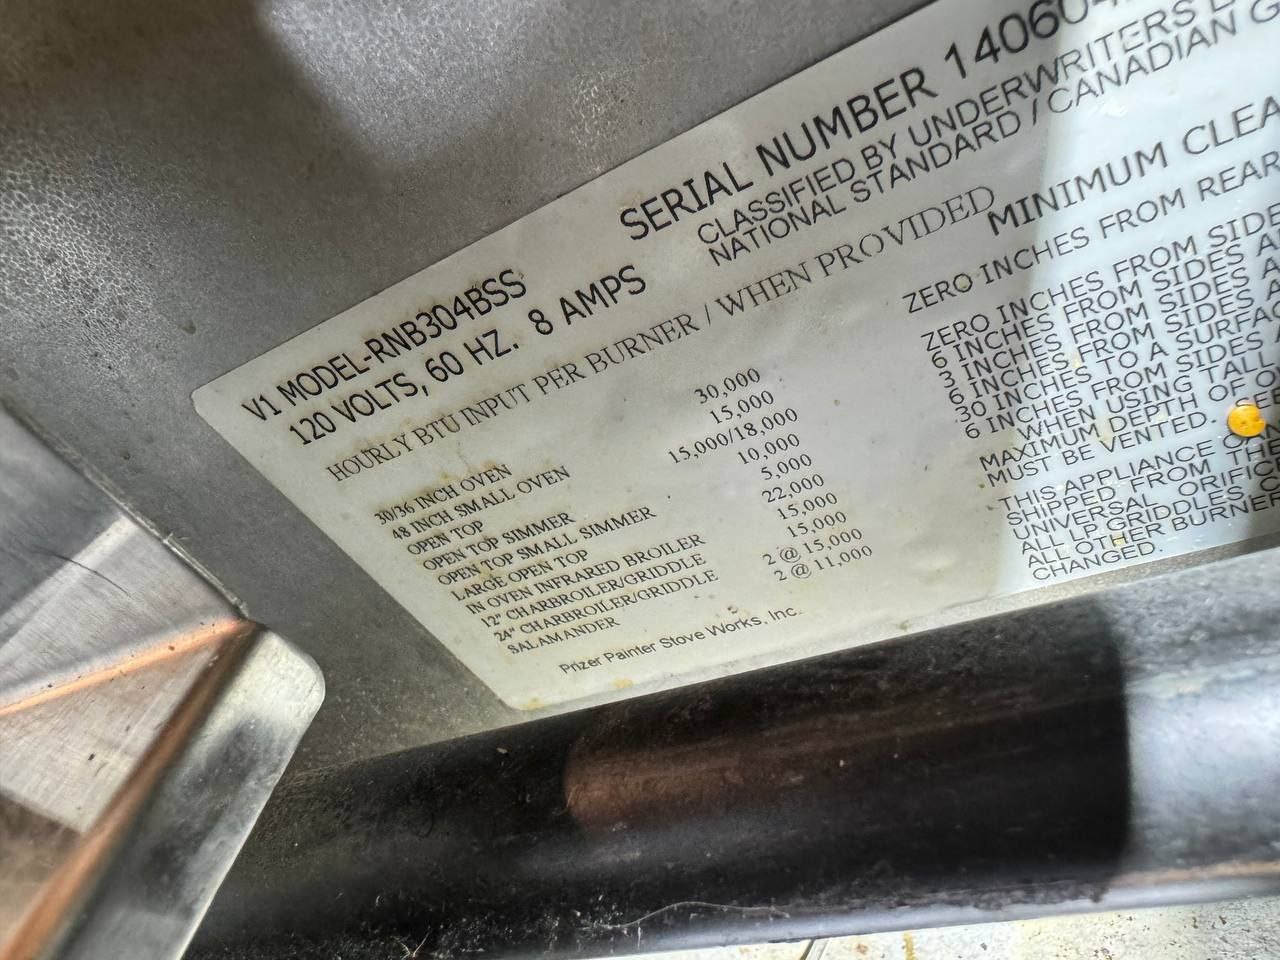 SERIAL NUMBER 14060
CLASSIFIED BY UNDERWRITERS
NATIONAL STANDARD / CANADIAN
V1 MODEL-RNB304BSS
120 VOLTS, 60 HZ. 8 AMPS
HOURLY BTU INPUT PER BURNER / WHEN PROVIDED
30/36 INCH OVEN 30,000
48 INCH SMALL OVEN 15,000
OPEN TOP 15,000/18,000
OPEN TOP SIMMER 10,000
OPEN TOP SMALL SIMMER 5,000
LARGE OPEN TOP 22,000
IN OVEN INFRARED BROILER 15,000
12" CHARBROILER/GRIDDLE 15,000
24" CHARBROILER/GRIDDLE 2 @ 15,000
SALAMANDER 2 @ 11,000
Prizer Painter Stove Works, Inc.
MINIMUM
ZERO INCHES FROM REAR
ZERO INCHES FROM SIDE
6 INCHES FROM SIDES
3 INCHES FROM SIDES
6 INCHES FROM SIDES
30 INCHES TO A
6 INCHES FROM SIDES
WHEN USING TALL
MAXIMUM DEPTH OF
MUST BE VENTED.
THIS APPLIANCE
SHIPPED FROM THE
UNIVERSAL
ALL LP GRIDDLES,
ALL OTHER
CHANGED.